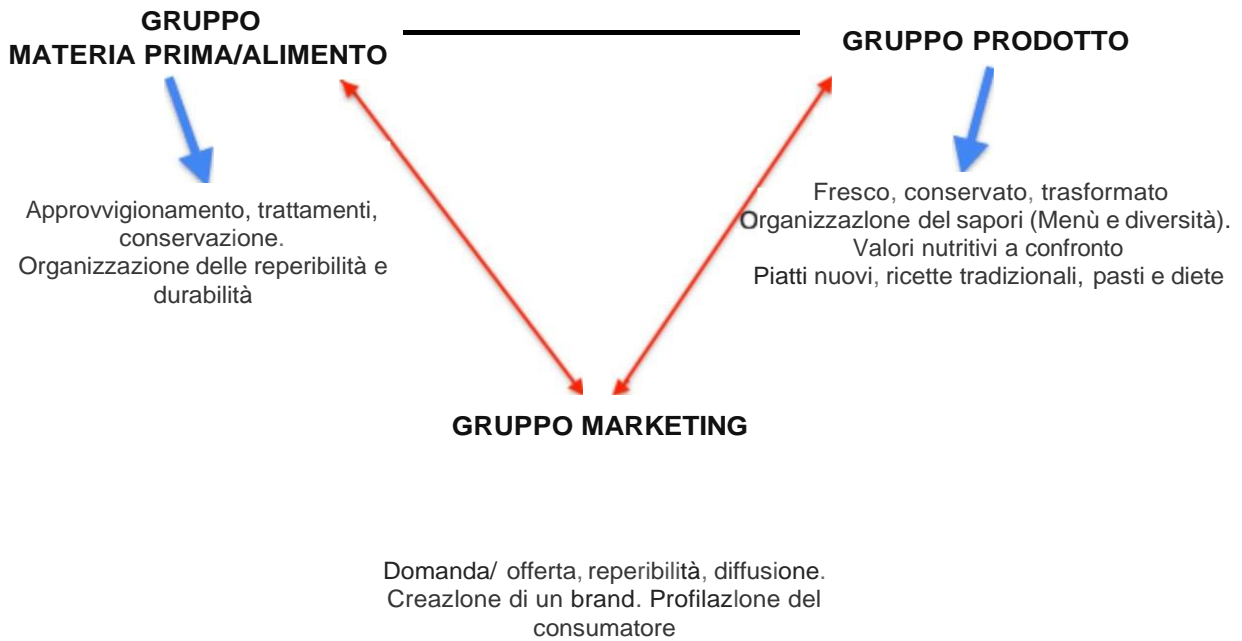 GRUPPO
MATERIA PRIMA/ALIMENTO
GRUPPO PRODOTTO
Approvvigionamento, trattamenti,
conservazione.
Organizzazione delle reperibilità e
durabilità
Fresco, conservato, trasformato
Organizzazlone del sapori (Menù e diversità).
Valori nutritivi a confronto
Piatti nuovi, ricette tradizionali, pasti e diete
GRUPPO MARKETING
Domanda/ offerta, reperibilità, diffusione.
Creazlone di un brand. Profilazlone del
consumatore